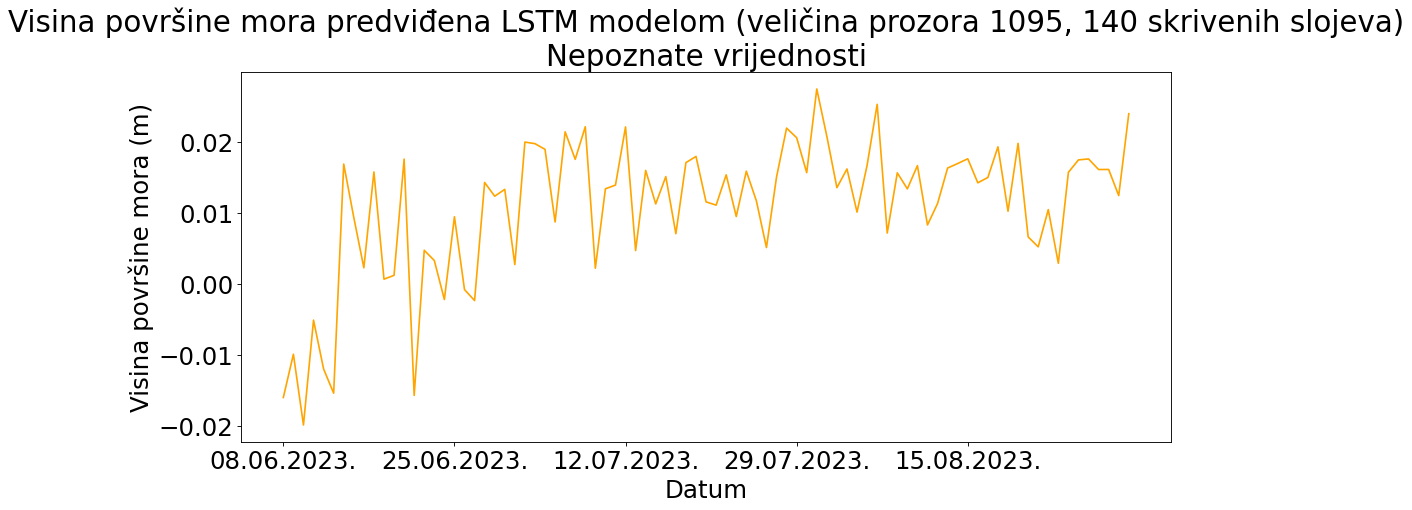 Visina površine mora predviđena LSTM modelom (veličina prozora 1095, 140 skrivenih slojeva)
Nepoznate vrijednosti
Visina površine mora (m)
0.02
0.01
0.00
−0.01
−0.02
08.06.2023. 25.06.2023. 12.07.2023. 29.07.2023. 15.08.2023.
Datum